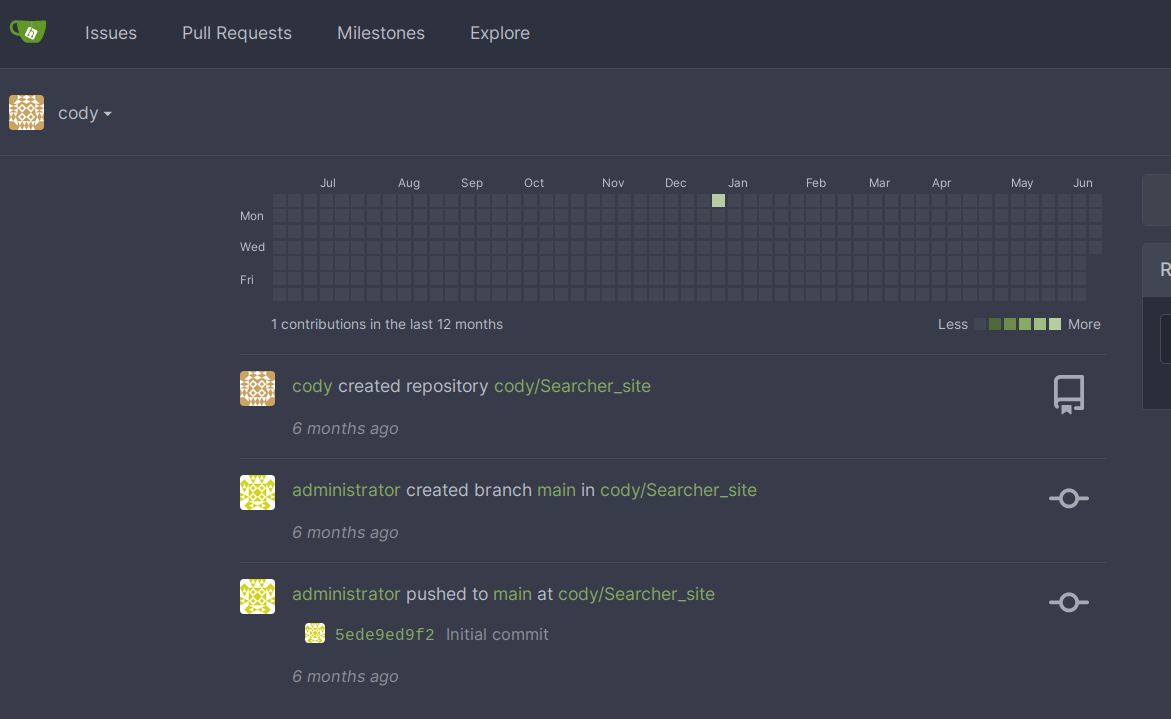 Issues Pull Requests Milestones Explore
cody
Jul Aug Sep Oct Nov Dec Jan Feb Mar Apr May Jun
Mon
Wed
Fri
1 contributions in the last 12 months Less More
R
cody created repository cody/Searcher_site
6 months ago
administrator created branch main in cody/Searcher_site
6 months ago
administrator pushed to main at cody/Searcher_site
5ede9ed9f2 Initial commit
6 months ago